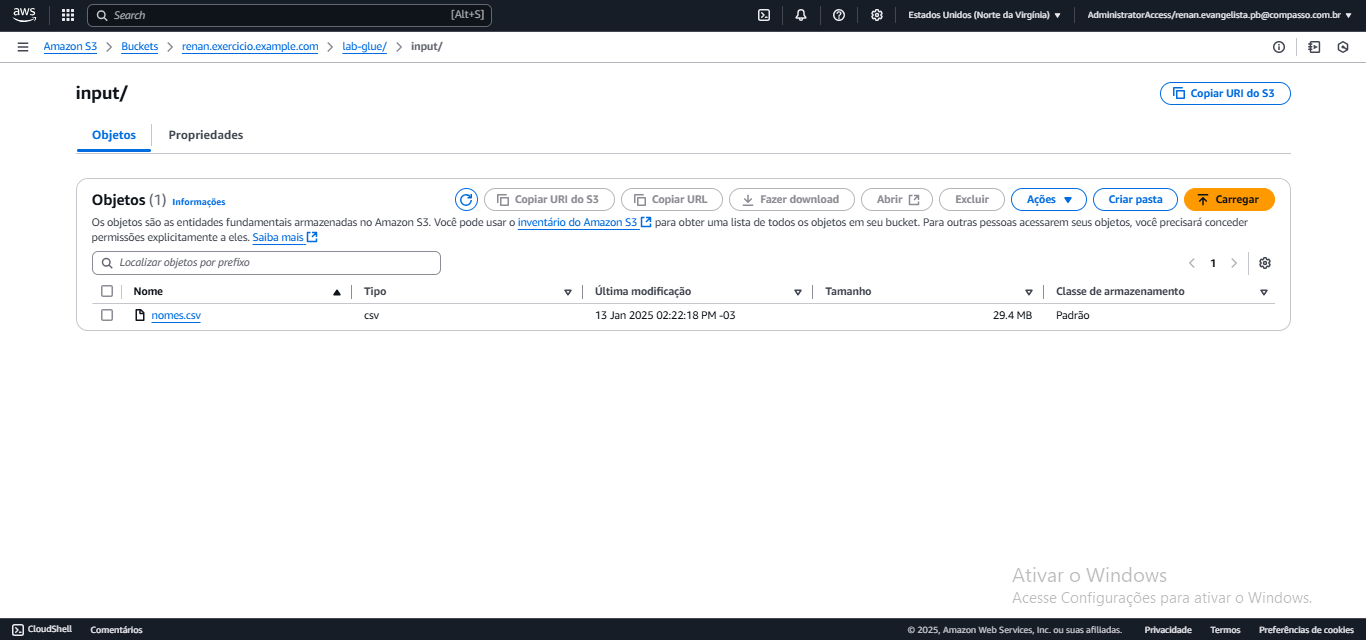 aws Search [Alt+S] Estados Unidos (Norte da Virgínia) AdministratorAccess/renan.evangelista.pb@compasso.com.br
Amazon S3 > Buckets > renan.exercicio.example.com > lab-glue/ > input/
input/
Copiar URI do S3
Objetos Propriedades
Objetos (1) Informações Copiar URI do S3 Copiar URL Fazer download Abrir Excluir Ações Criar pasta Carregar
Os objetos são as entidades fundamentais armazenadas no Amazon S3. Você pode usar o inventário do Amazon S3 para obter uma lista de todos os objetos em seu bucket. Para outras pessoas acessarem seus objetos, você precisará conceder
permissões explicitamente a eles. Saiba mais
Localizar objetos por prefixo < 1 >
Nome Tipo Última modificação Tamanho Classe de armazenamento
nomes.csv csv 13 Jan 2025 02:22:18 PM -03 29.4 MB Padrão
Ativar o Windows
Acesse Configurações para ativar o Windows.
CloudShell Comentários © 2025, Amazon Web Services, Inc. ou suas afiliadas. Privacidade Termos Preferências de cookies